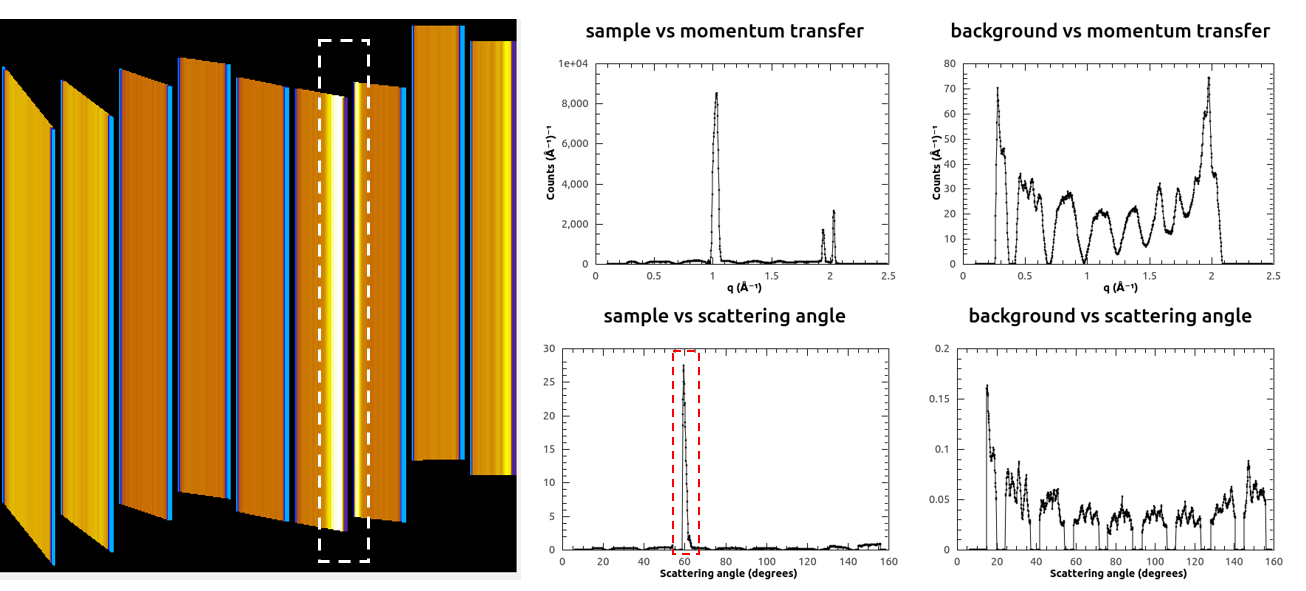 sample vs momentum transfer
1e+04
8,000
6,000
4,000
2,000
0
Counts (Å⁻¹)⁻¹
0 0.5 1 1.5 2 2.5
q (Å⁻¹)
background vs momentum transfer
80
70
60
50
40
30
20
10
0
Counts (Å⁻¹)⁻¹
0 0.5 1 1.5 2 2.5
q (Å⁻¹)
sample vs scattering angle
30
25
20
15
10
5
0
0 20 40 60 80 100 120 140 160
Scattering angle (degrees)
background vs scattering angle
0.2
0.15
0.1
0.05
0
0 20 40 60 80 100 120 140 160
Scattering angle (degrees)